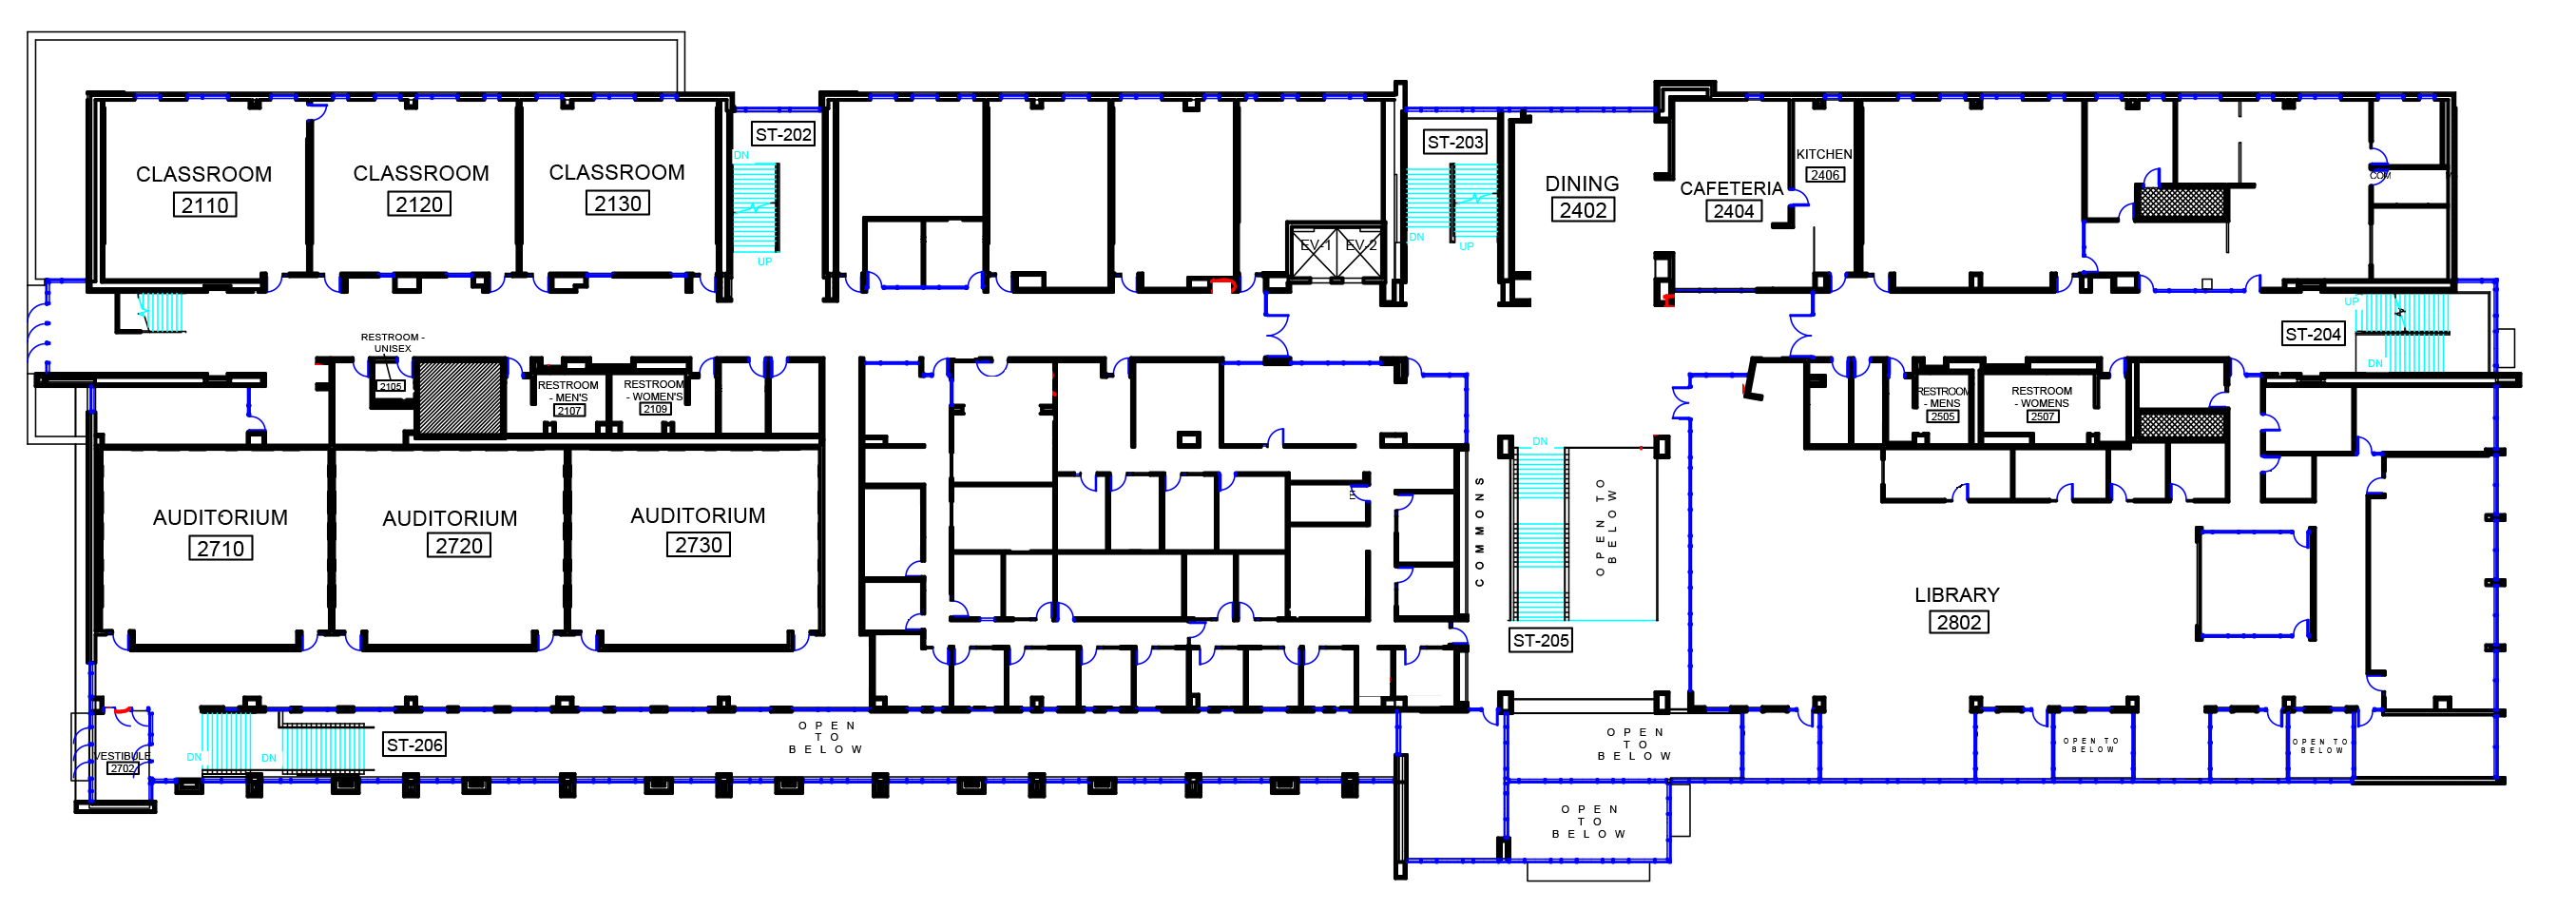 CLASSROOM
2110
CLASSROOM
2120
CLASSROOM
2130
ST-202
DN
UP
EV-1
EV-2
ST-203
DN
UP
DINING
2402
CAFETERIA
2404
KITCHEN
2406
COM
UP
ST-204
DN
RESTROOM -
UNISEX
2105
RESTROOM
- MEN'S
2107
RESTROOM
- WOMEN'S
2109
RESTROOM
- MENS
2505
RESTROOM
- WOMENS
2507
AUDITORIUM
2710
AUDITORIUM
2720
AUDITORIUM
2730
COMMONS
DN
OPEN TO
BELOW
ST-205
LIBRARY
2802
VESTIBULE
2702
DN
DN
ST-206
OPEN
TO
BELOW
OPEN
TO
BELOW
OPEN
TO
BELOW
OPEN TO
BELOW
OPEN TO
BELOW